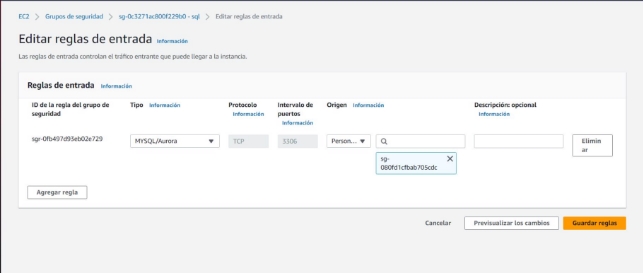 EC2 > Grupos de seguridad > sg-0c3271ac800f229b0 - sql > Editar reglas de entrada
Editar reglas de entrada Información
Las reglas de entrada controlan el tráfico entrante que puede llegar a la instancia.
Reglas de entrada Información
ID de la regla del grupo de seguridad
Tipo Información
Protocolo Información
Intervalo de puertos Información
Origen Información
Descripción: opcional Información
sgr-0fb497d93eb02e729
MYSQL/Aurora
TCP
3306
Person...
sg-
080fd1cfbab705cdc
Elimin
ar
Agregar regla
Cancelar
Previsualizar los cambios
Guardar reglas